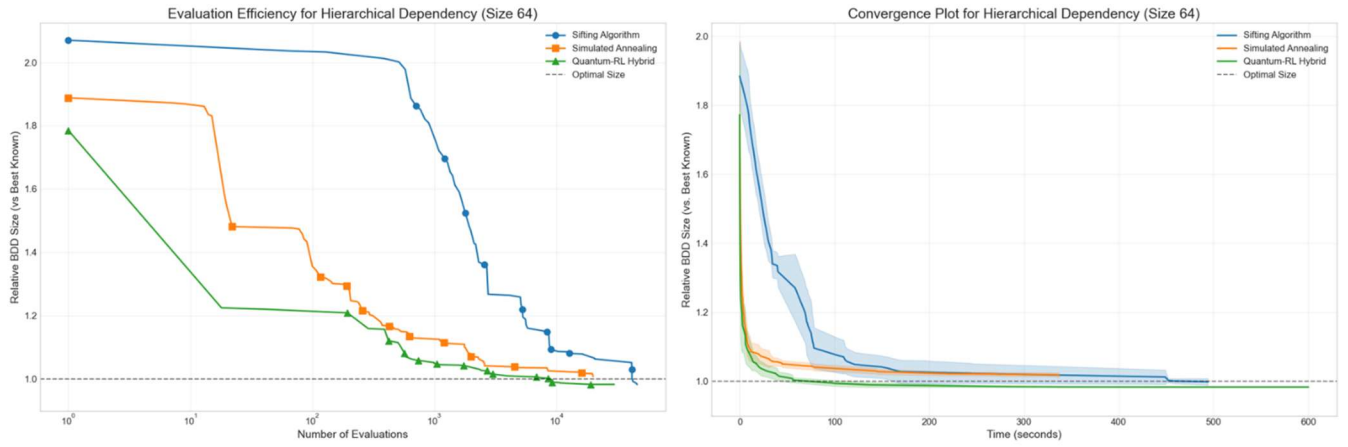 Evaluation Efficiency for Hierarchical Dependency (Size 64)
Relative BDD Size (vs Best Known)
2.0
1.8
1.6
1.4
1.2
1.0
Sifting Algorithm
Simulated Annealing
Quantum-RL Hybrid
Optimal Size
10^0
10^1
10^2
10^3
10^4
Number of Evaluations
Convergence Plot for Hierarchical Dependency (Size 64)
Relative BDD Size (vs. Best Known)
2.0
1.8
1.6
1.4
1.2
1.0
Sifting Algorithm
Simulated Annealing
Quantum-RL Hybrid
Optimal Size
0
100
200
300
400
500
600
Time (seconds)